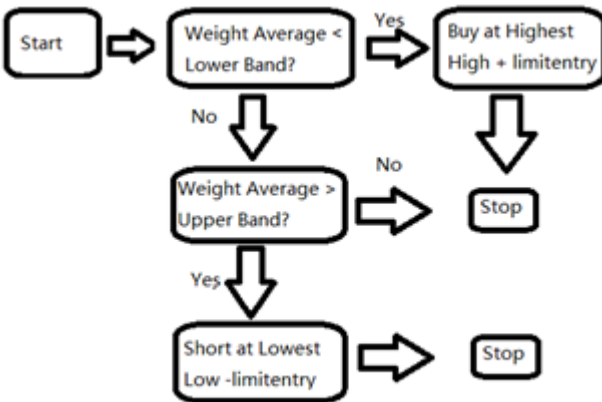 Start
Weight Average <
Lower Band?
Yes
Buy at Highest
High + limitentry
No
Weight Average >
Upper Band?
No
Stop
Yes
Short at Lowest
Low -limitentry
Stop